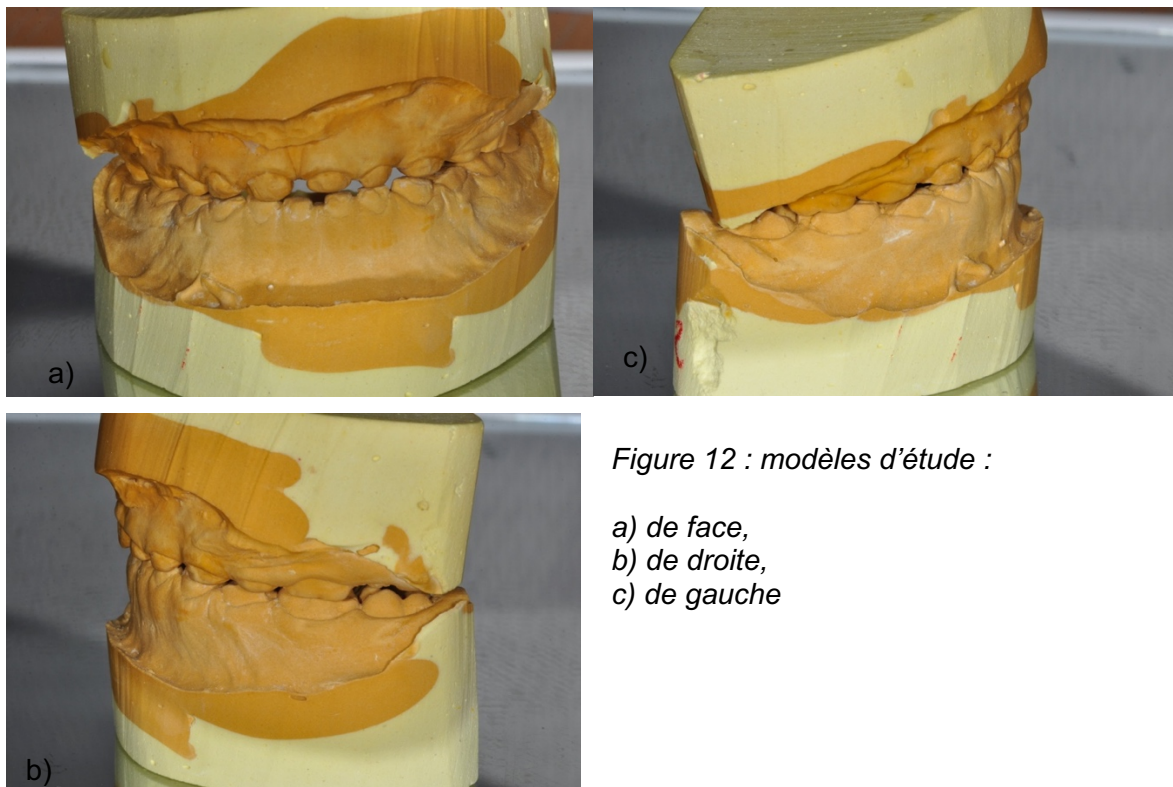 a)
c)
b)
Figure 12 : modèles d'étude :
a) de face,
b) de droite,
c) de gauche